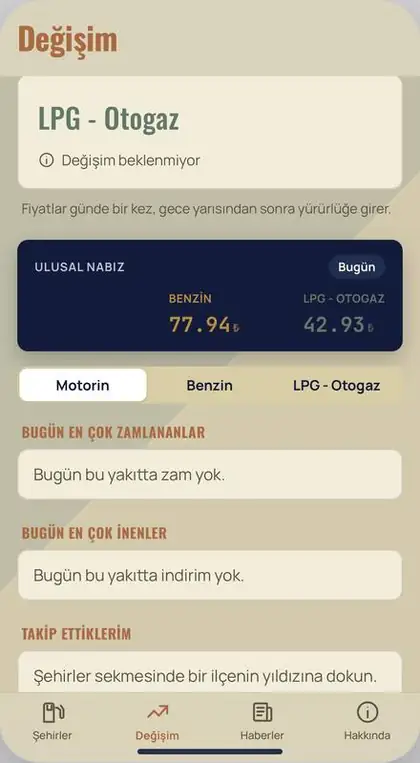 Değişim
LPG - Otogaz
Değişim beklenmiyor
Fiyatlar günde bir kez, gece yarısından sonra yürürlüğe girer.
ULUSAL NABIZ
Bugün
BENZİN
LPG - OTOGAZ
77.94₺
42.93₺
Motorin
Benzin
LPG - Otogaz
BUGÜN EN ÇOK ZAMLANANLAR
Bugün bu yakıtta zam yok.
BUGÜN EN ÇOK İNENLER
Bugün bu yakıtta indirim yok.
TAKİP ETTİKLERİM
Şehirler sekmesinde bir ilçenin yıldızına dokun.
Şehirler
Değişim
Haberler
Hakkında